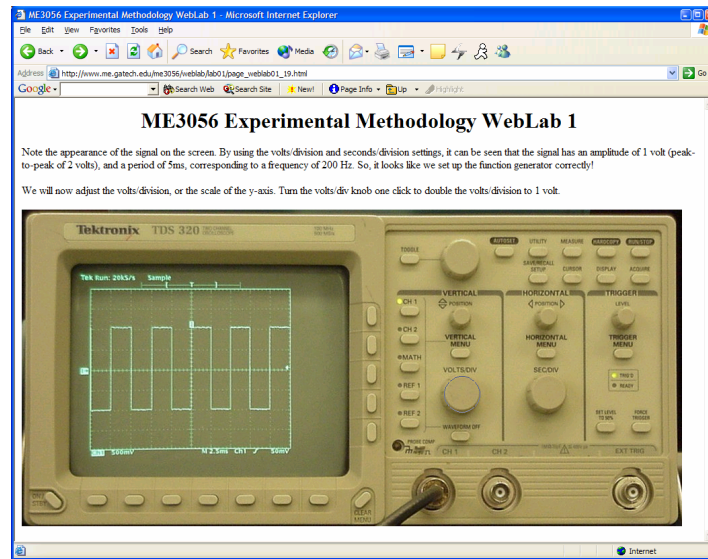 ME3056 Experimental Methodology WebLab 1 - Microsoft Internet Explorer
File Edit View Favorites Tools Help
Back Search Favorites Media
Address http://www.me.gatech.edu/me3056/weblab/lab01/page_weblab01_19.html Go
Google Search Web Search Site New! Page Info Up Highlight
ME3056 Experimental Methodology WebLab 1
Note the appearance of the signal on the screen. By using the volts/division and seconds/division settings, it can be seen that the signal has an amplitude of 1 volt (peak-
to-peak of 2 volts), and a period of 5ms, corresponding to a frequency of 200 Hz. So, it looks like we set up the function generator correctly!
We will now adjust the volts/division, or the scale of the y-axis. Turn the volts/div knob one click to double the volts/division to 1 volt.
Tektronix TDS 320
Tek Run: 20kS/s Sample
T
500mV M 2.5ms Ch1 50mV
CLEAR
MENU
TOGGLE
AUTOSET UTILITY MEASURE HARDCOPY RUN/STOP
SAVE/RECALL
SETUP CURSOR DISPLAY ACQUIRE
VERTICAL HORIZONTAL TRIGGER
CH 1 POSITION POSITION LEVEL
CH 2
VERTICAL
MENU
HORIZONTAL
MENU
TRIGGER
MENU
MATH
VOLTS/DIV SEC/DIV
TRIG'D
READY
REF 1
REF 2
SET LEVEL
TO 50%
FORCE
TRIGGER
WAVEFORM OFF
PROBE COMP
CH 1 CH 2 EXT TRIG
Internet